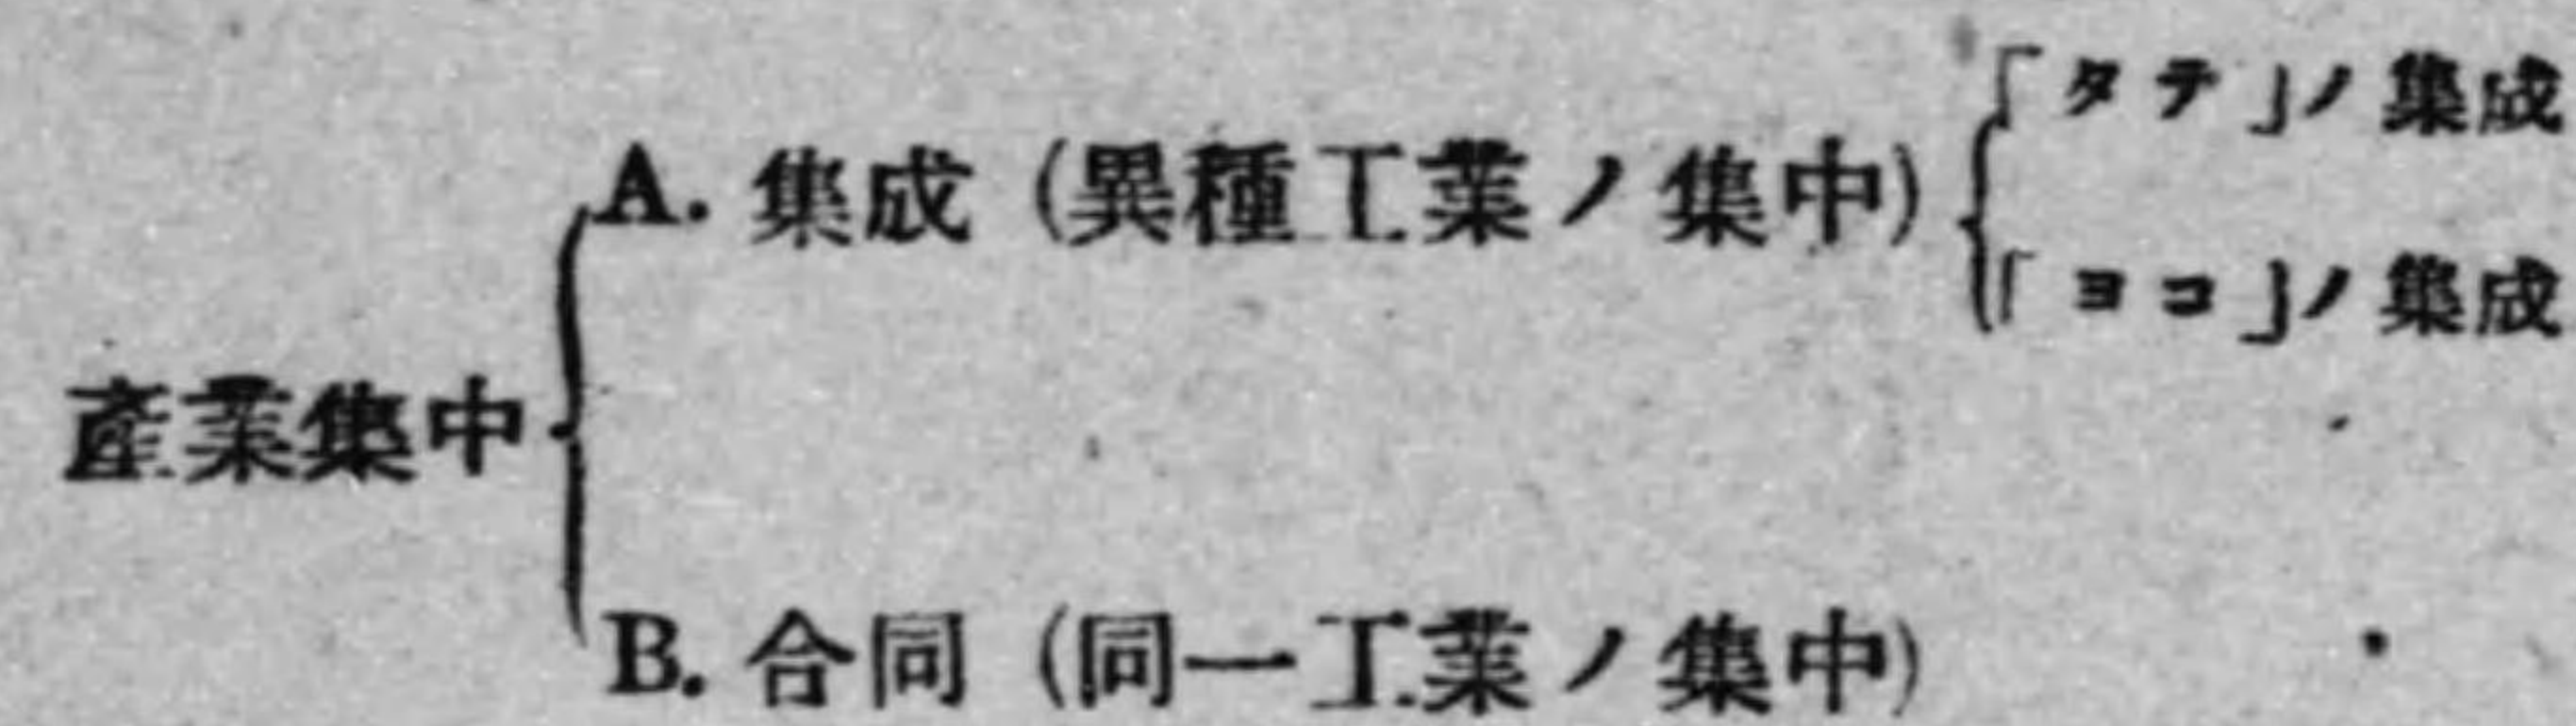 「タテ」ノ集成
A. 集成 (異種工業ノ集中)
「ヨコ」ノ集成
産業集中
B. 合同 (同一工業ノ集中)